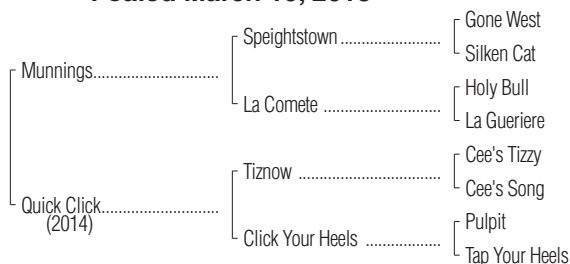 Foaled March
Gone West
Speightstown
Silken Cat
Munnings
Holy Bull
La Comete
La Gueriere
Cee's Tizzy
Tiznow
Cee's Song
Quick Click
(2014)
Pulpit
Click Your Heels
Tap Your Heels